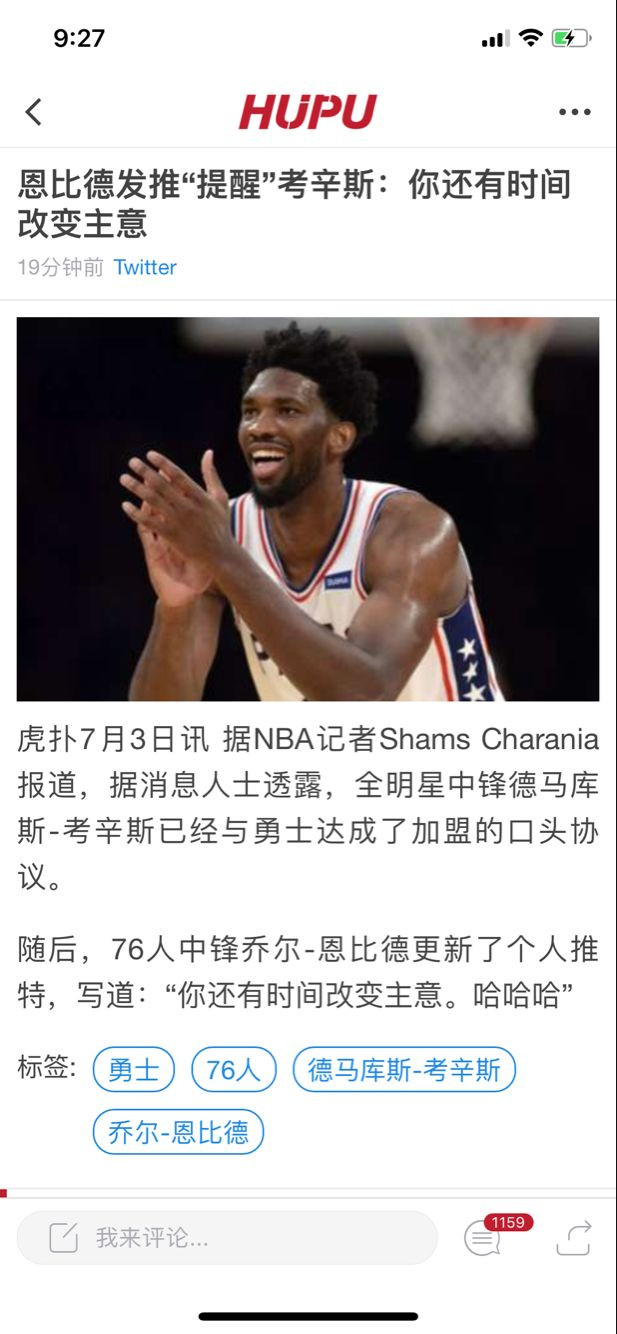 9:27
HUPU
恩比德发推“提醒”考辛斯：你还有时间
改变主意
19分钟前 Twitter
虎扑7月3日讯 据NBA记者Shams Charania
报道，据消息人士透露，全明星中锋德马库
斯-考辛斯已经与勇士达成了加盟的口头协
议。
随后，76人中锋乔尔-恩比德更新了个人推
特，写道：“你还有时间改变主意。哈哈哈”
标签: 勇士 76人 德马库斯-考辛斯
乔尔-恩比德
我来评论... 1159